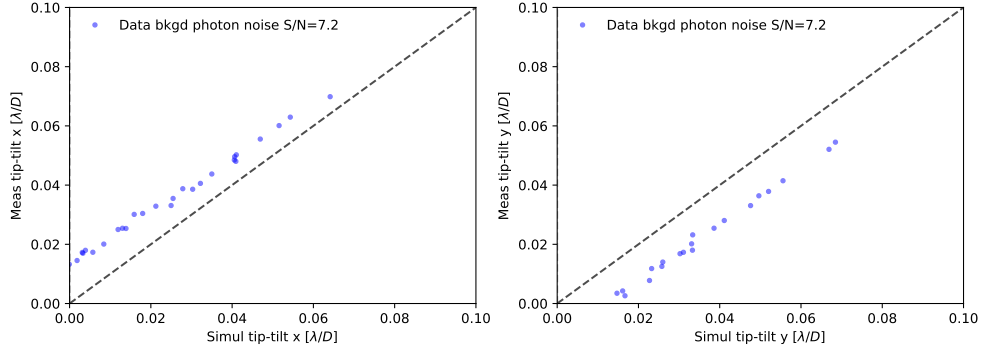 0.10
0.08
0.06
0.04
0.02
0.00
Meas tip-tilt x [λ/D]
Data bkgd photon noise S/N=7.2
0.00 0.02 0.04 0.06 0.08 0.10
Simul tip-tilt x [λ/D]
0.10
0.08
0.06
0.04
0.02
0.00
Meas tip-tilt y [λ/D]
Data bkgd photon noise S/N=7.2
0.00 0.02 0.04 0.06 0.08 0.10
Simul tip-tilt y [λ/D]